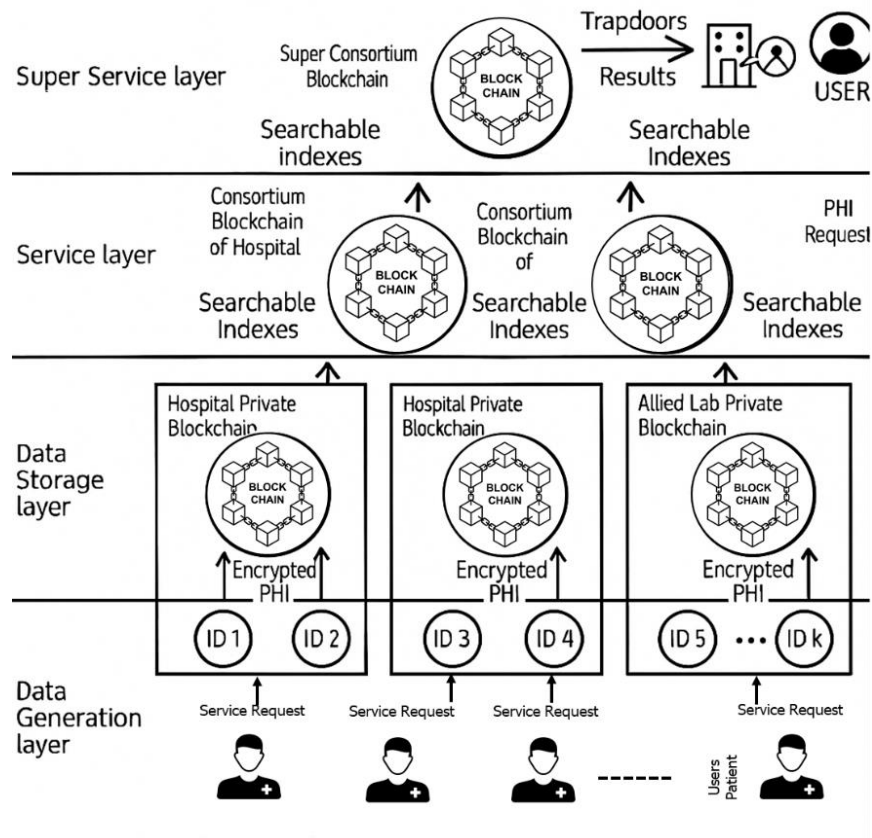 Super Service layer
Super Consortium
Blockchain
BLOCK
CHAIN
Trapdoors
Results
USER
Searchable
indexes
Searchable
Indexes
Service layer
Consortium
Blockchain
of Hospital
BLOCK
CHAIN
Searchable
Indexes
Consortium
Blockchain
of
Searchable
Indexes
BLOCK
CHAIN
PHI
Request
Searchable
Indexes
Data
Storage
layer
Hospital Private
Blockchain
BLOCK
CHAIN
Encrypted
PHI
Hospital Private
Blockchain
BLOCK
CHAIN
Encrypted
PHI
Allied Lab Private
Blockchain
BLOCK
CHAIN
Encrypted
PHI
Data
Generation
layer
ID 1
ID 2
ID 3
ID 4
ID 5
...
ID k
Service Request
Service Request
Service Request
Service Request
Users
Patient